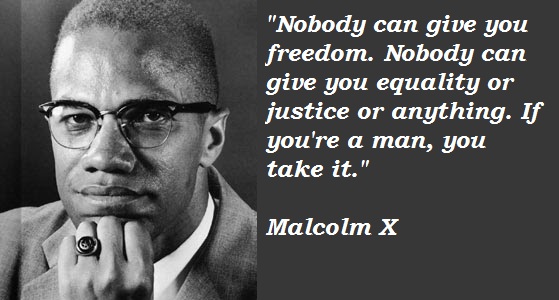 "Nobody can give you
freedom. Nobody can
give you equality or
justice or anything. If
you're a man, you
take it."
Malcolm X